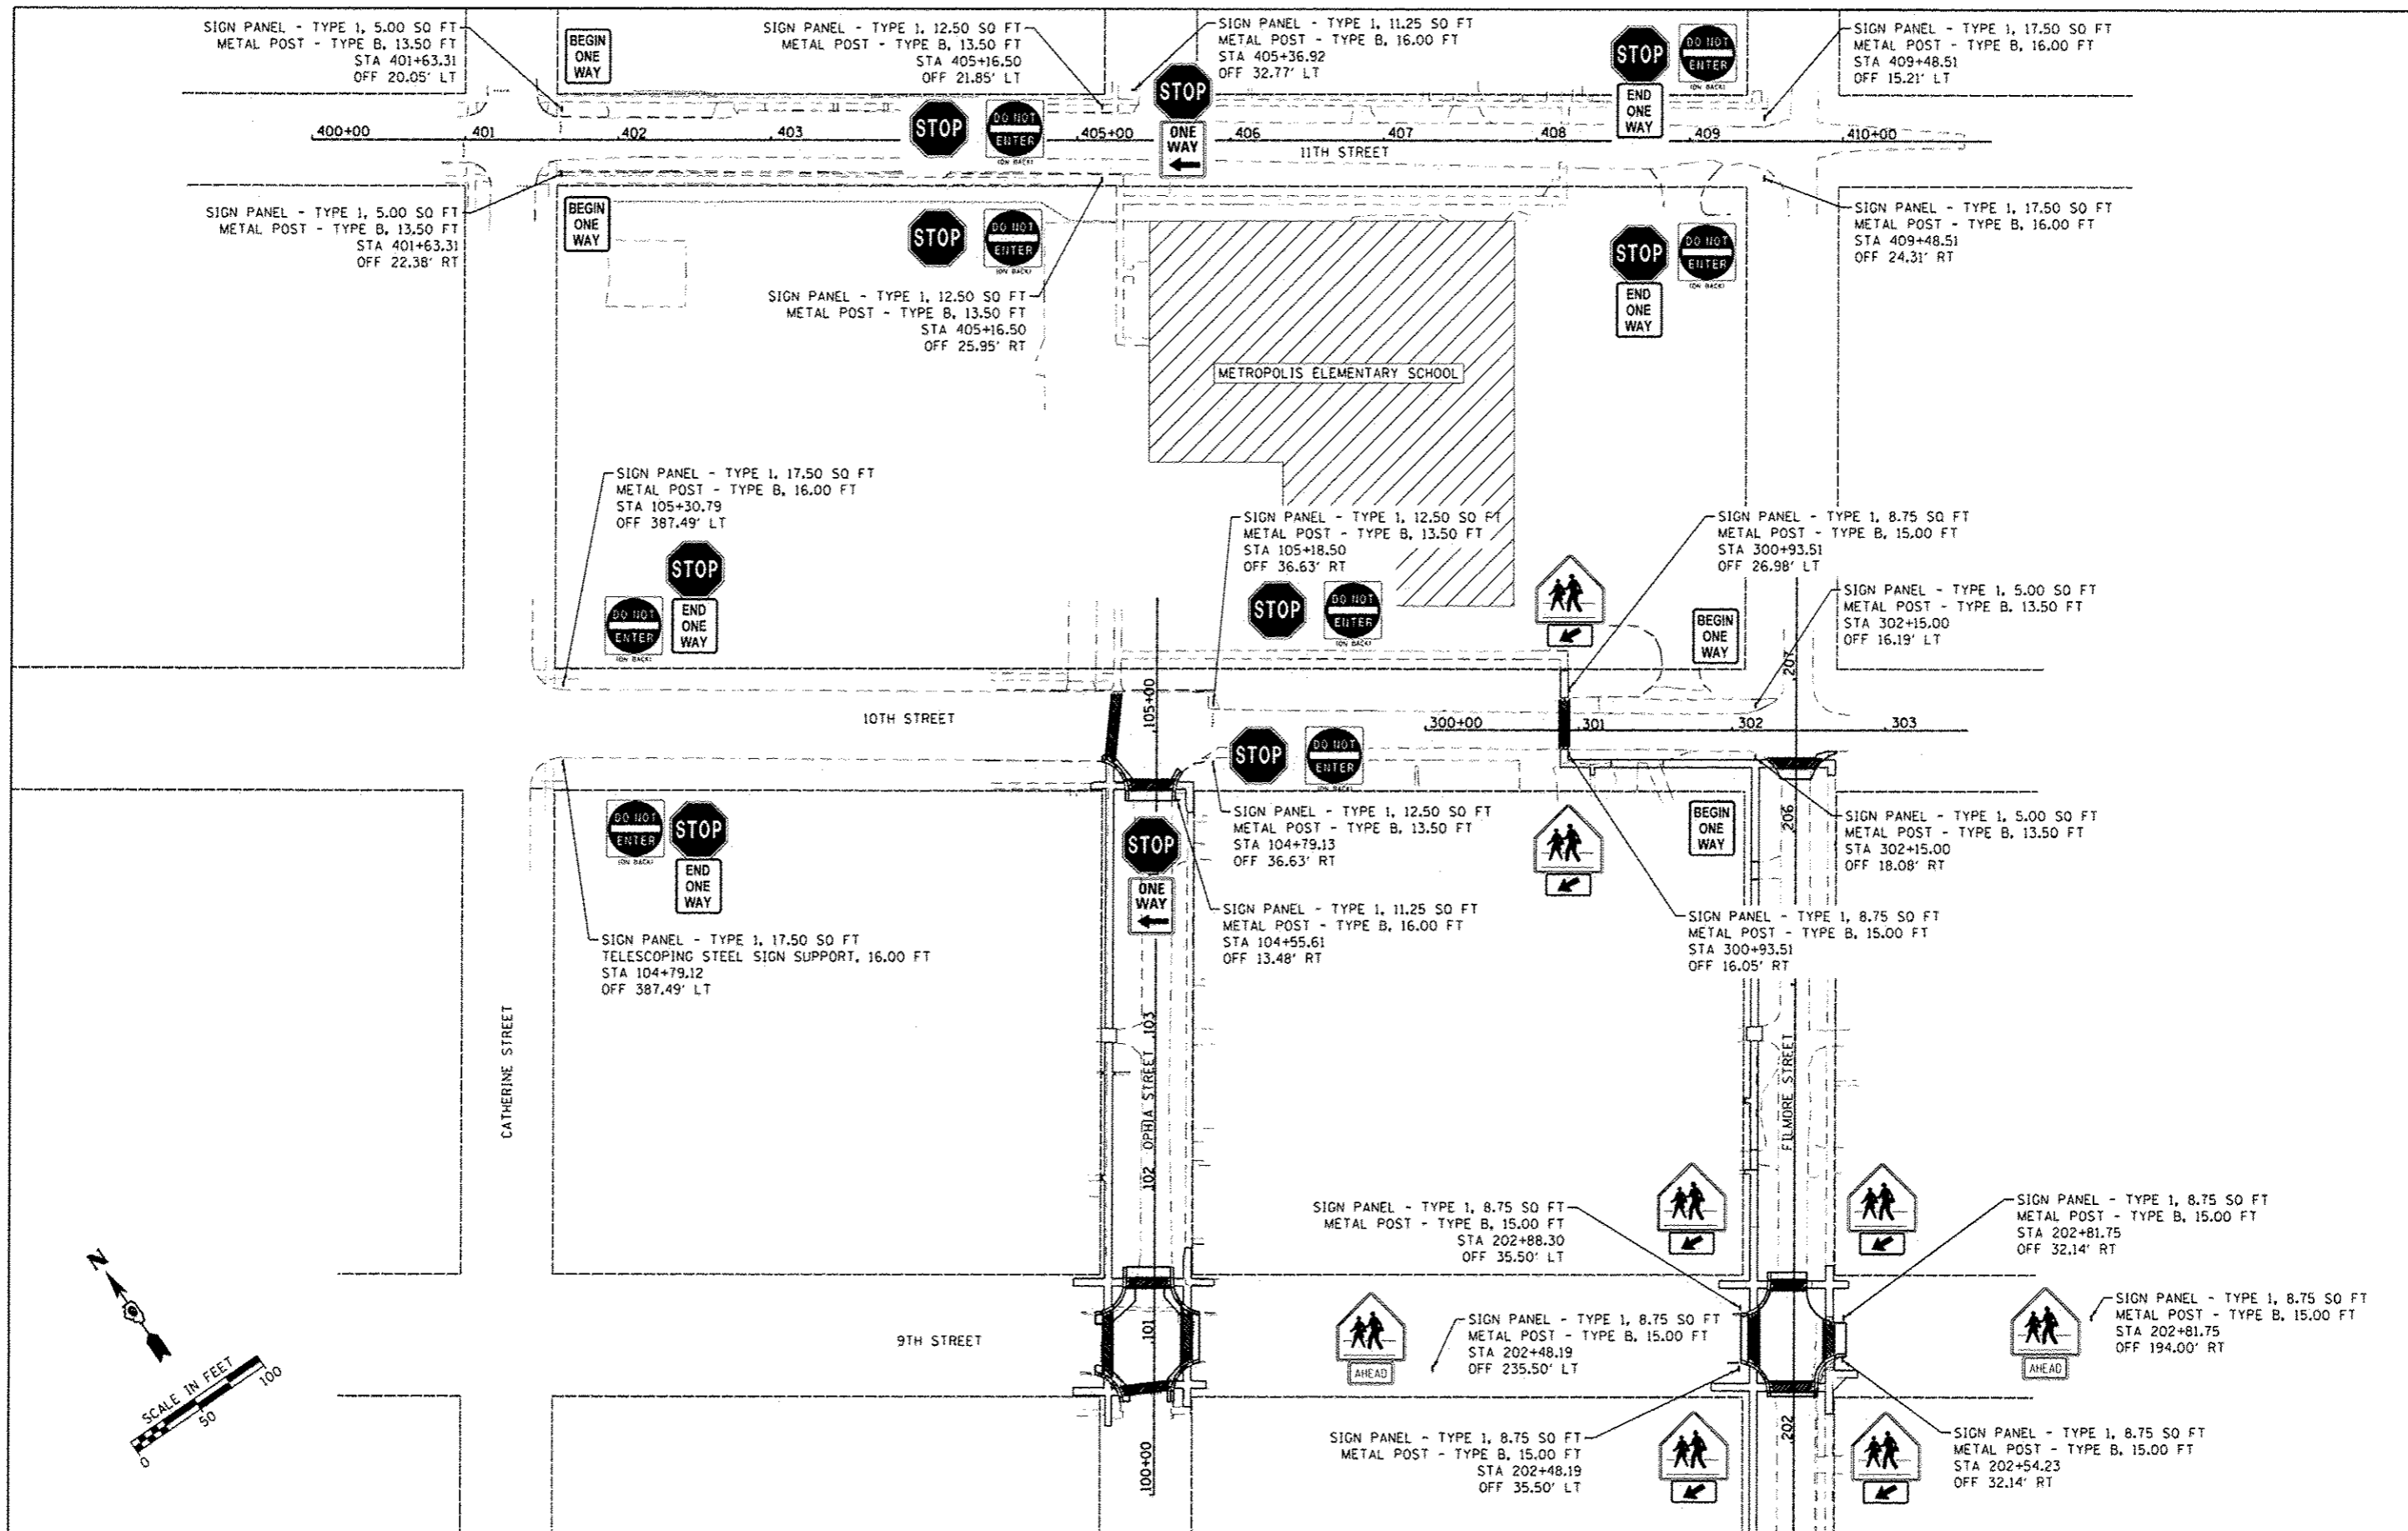 SIGN PANEL - TYPE 1, 5.00 SQ FT
METAL POST - TYPE B, 13.50 FT
STA 401+63.31
OFF 20.05' LT
BEGIN
ONE
WAY
SIGN PANEL - TYPE 1, 12.50 SQ FT
METAL POST - TYPE B, 13.50 FT
STA 405+16.50
OFF 21.85' LT
SIGN PANEL - TYPE 1, 11.25 SQ FT
METAL POST - TYPE B, 16.00 FT
STA 405+36.92
OFF 32.77' LT
STOP
DO NOT
ENTER
(ON BACK)
END
ONE
WAY
SIGN PANEL - TYPE 1, 17.50 SQ FT
METAL POST - TYPE B, 16.00 FT
STA 409+48.51
OFF 15.21' LT
STOP
DO NOT
ENTER
(ON BACK)
STOP
ONE
WAY
400+00 401 402 403 405+00 406 407 408 409 410+00
11TH STREET
SIGN PANEL - TYPE 1, 5.00 SQ FT
METAL POST - TYPE B, 13.50 FT
STA 401+63.31
OFF 22.38' RT
BEGIN
ONE
WAY
STOP
DO NOT
ENTER
(ON BACK)
SIGN PANEL - TYPE 1, 12.50 SQ FT
METAL POST - TYPE B, 13.50 FT
STA 405+16.50
OFF 25.95' RT
STOP
DO NOT
ENTER
(ON BACK)
END
ONE
WAY
SIGN PANEL - TYPE 1, 17.50 SQ FT
METAL POST - TYPE B, 16.00 FT
STA 409+48.51
OFF 24.31' RT
METROPOLIS ELEMENTARY SCHOOL
SIGN PANEL - TYPE 1, 17.50 SQ FT
METAL POST - TYPE B, 16.00 FT
STA 105+30.79
OFF 387.49' LT
STOP
DO NOT
ENTER
(ON BACK)
END
ONE
WAY
SIGN PANEL - TYPE 1, 12.50 SQ FT
METAL POST - TYPE B, 13.50 FT
STA 105+18.50
OFF 36.63' RT
STOP
DO NOT
ENTER
(ON BACK)
SIGN PANEL - TYPE 1, 8.75 SQ FT
METAL POST - TYPE B, 15.00 FT
STA 300+93.51
OFF 26.98' LT
BEGIN
ONE
WAY
SIGN PANEL - TYPE 1, 5.00 SQ FT
METAL POST - TYPE B, 13.50 FT
STA 302+15.00
OFF 16.19' LT
10TH STREET
105+00
300+00 301 302 303
207
STOP
DO NOT
ENTER
(ON BACK)
SIGN PANEL - TYPE 1, 12.50 SQ FT
METAL POST - TYPE B, 13.50 FT
STA 104+79.13
OFF 36.63' RT
DO NOT
ENTER
(ON BACK)
STOP
END
ONE
WAY
SIGN PANEL - TYPE 1, 17.50 SQ FT
TELESCOPING STEEL SIGN SUPPORT, 16.00 FT
STA 104+79.12
OFF 387.49' LT
STOP
ONE
WAY
SIGN PANEL - TYPE 1, 11.25 SQ FT
METAL POST - TYPE B, 16.00 FT
STA 104+55.61
OFF 13.48' RT
BEGIN
ONE
WAY
206
SIGN PANEL - TYPE 1, 5.00 SQ FT
METAL POST - TYPE B, 13.50 FT
STA 302+15.00
OFF 18.08' RT
SIGN PANEL - TYPE 1, 8.75 SQ FT
METAL POST - TYPE B, 15.00 FT
STA 300+93.51
OFF 16.05' RT
CATHERINE STREET
102 OPHIA STREET 103
FILMORE STREET
SIGN PANEL - TYPE 1, 8.75 SQ FT
METAL POST - TYPE B, 15.00 FT
STA 202+88.30
OFF 35.50' LT
SIGN PANEL - TYPE 1, 8.75 SQ FT
METAL POST - TYPE B, 15.00 FT
STA 202+81.75
OFF 32.14' RT
N
SCALE IN FEET
0 50 100
9TH STREET
101
AHEAD
SIGN PANEL - TYPE 1, 8.75 SQ FT
METAL POST - TYPE B, 15.00 FT
STA 202+48.19
OFF 235.50' LT
AHEAD
SIGN PANEL - TYPE 1, 8.75 SQ FT
METAL POST - TYPE B, 15.00 FT
STA 202+81.75
OFF 194.00' RT
100+00
SIGN PANEL - TYPE 1, 8.75 SQ FT
METAL POST - TYPE B, 15.00 FT
STA 202+48.19
OFF 35.50' LT
202
SIGN PANEL - TYPE 1, 8.75 SQ FT
METAL POST - TYPE B, 15.00 FT
STA 202+54.23
OFF 32.14' RT